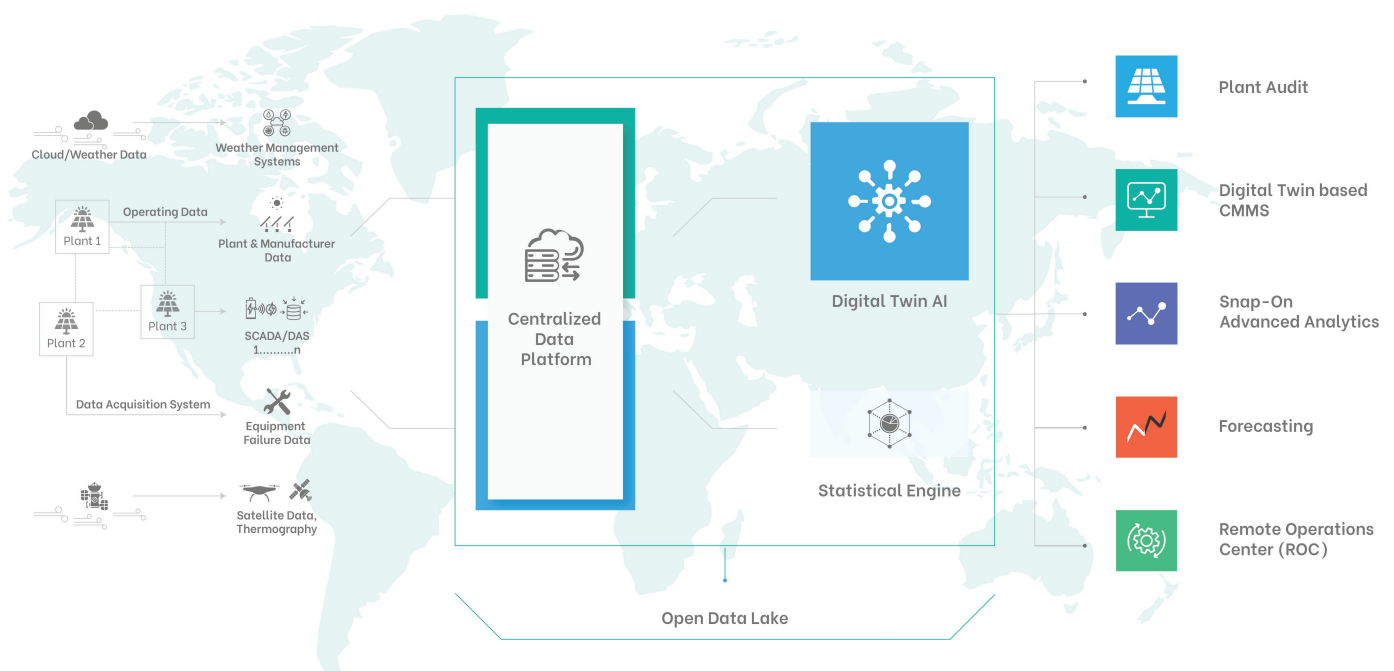 Cloud/Weather Data
Weather Management
Systems
Operating Data
Plant 1
Plant & Manufacturer
Data
Plant 2
Plant 3
SCADA/DAS
1..........n
Data Acquisition System
Equipment
Failure Data
Satellite Data,
Thermography
Centralized
Data
Platform
Digital Twin AI
Statistical Engine
Open Data Lake
Plant Audit
Digital Twin based
CMMS
Snap-On
Advanced Analytics
Forecasting
Remote Operations
Center (ROC)